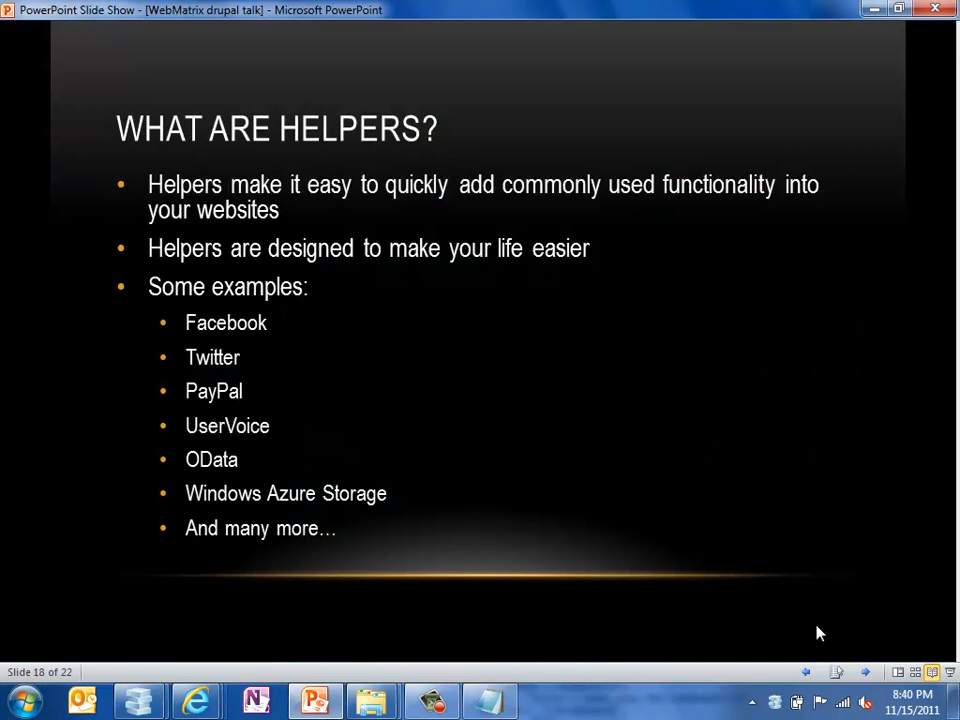 PowerPoint Slide Show - [WebMatrix drupal talk] - Microsoft PowerPoint
WHAT ARE HELPERS?
• Helpers make it easy to quickly add commonly used functionality into
your websites
• Helpers are designed to make your life easier
• Some examples:
• Facebook
• Twitter
• PayPal
• UserVoice
• OData
• Windows Azure Storage
• And many more…
Slide 18 of 22
8:40 PM
11/15/2011